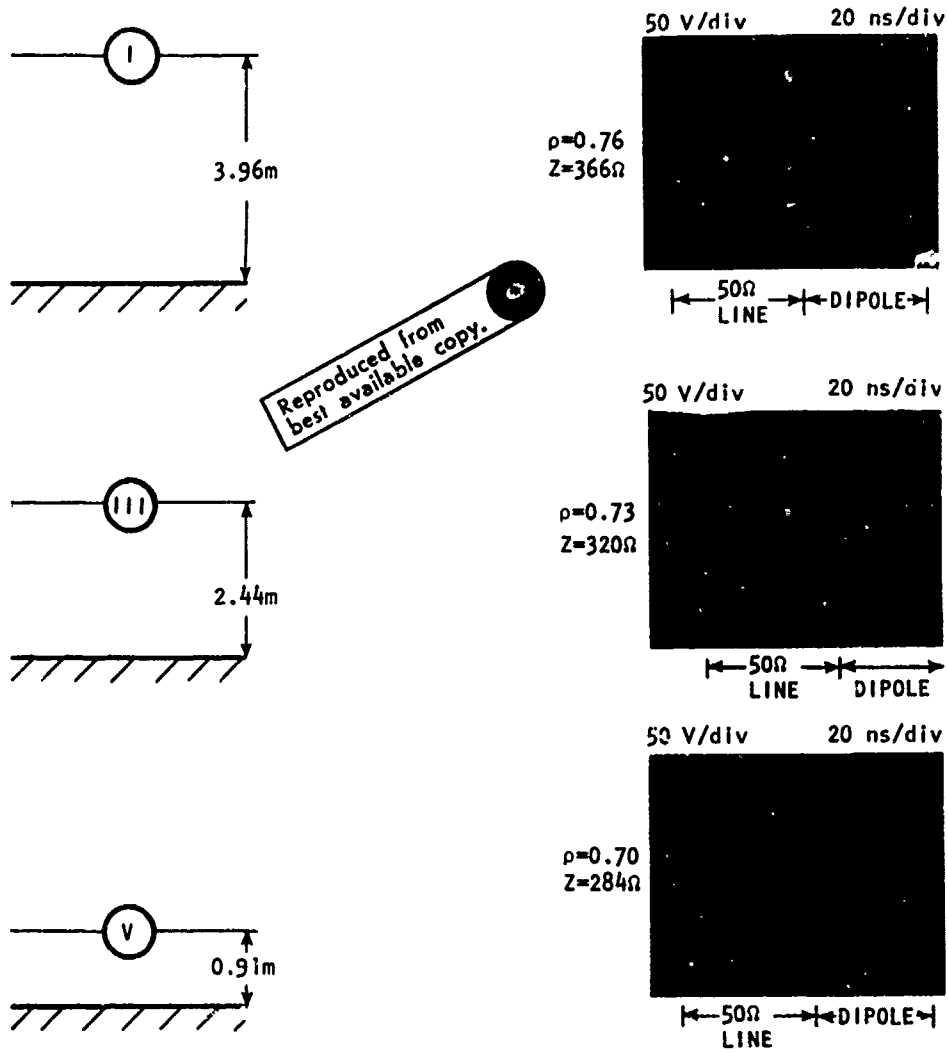 I
3.96m
50 V/div 20 ns/div
ρ=0.76
Z=366Ω
50Ω
LINE
DIPOLE
Reproduced from
best available copy.
III
2.44m
50 V/div 20 ns/div
ρ=0.73
Z=320Ω
50Ω
LINE
DIPOLE
V
0.91m
50 V/div 20 ns/div
ρ=0.70
Z=284Ω
50Ω
LINE
DIPOLE